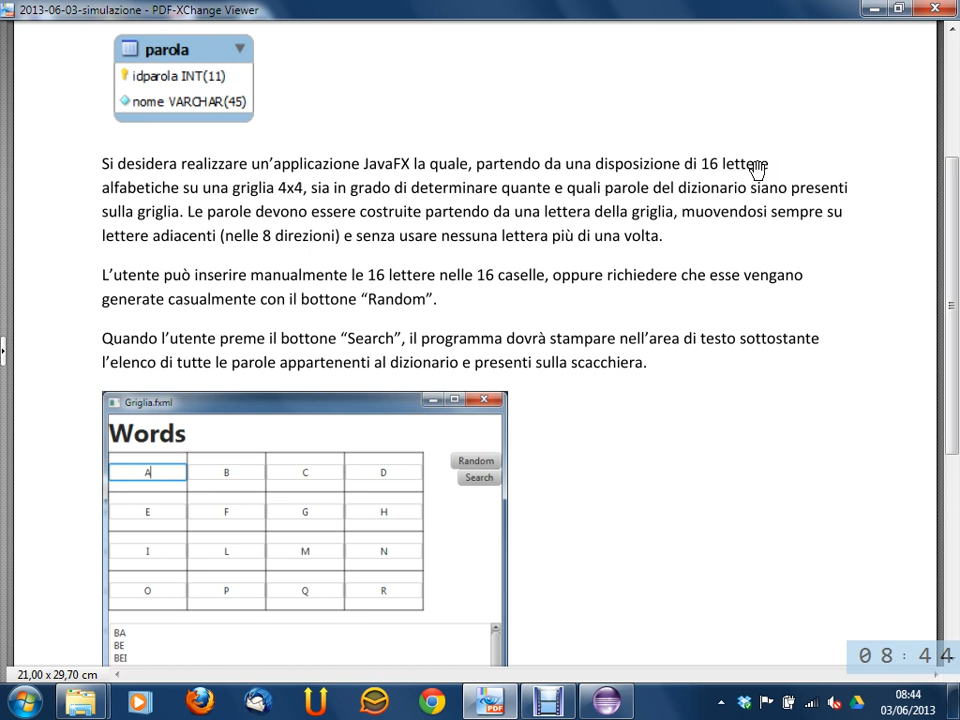 2013-06-03-simulazione - PDF-XChange Viewer
parola
idparola INT(11)
nome VARCHAR(45)
Si desidera realizzare un'applicazione JavaFX la quale, partendo da una disposizione di 16 lettere
alfabetiche su una griglia 4x4, sia in grado di determinare quante e quali parole del dizionario siano presenti
sulla griglia. Le parole devono essere costruite partendo da una lettera della griglia, muovendosi sempre su
lettere adiacenti (nelle 8 direzioni) e senza usare nessuna lettera più di una volta.
L'utente può inserire manualmente le 16 lettere nelle 16 caselle, oppure richiedere che esse vengano
generate casualmente con il bottone "Random".
Quando l'utente preme il bottone "Search", il programma dovrà stampare nell'area di testo sottostante
l'elenco di tutte le parole appartenenti al dizionario e presenti sulla scacchiera.
Griglia.fxml
Words
Random
Search
A B C D
E F G H
I L M N
O P Q R
BA
BE
BEI
08:44
21,00 x 29,70 cm
PDF
08:44
03/06/2013